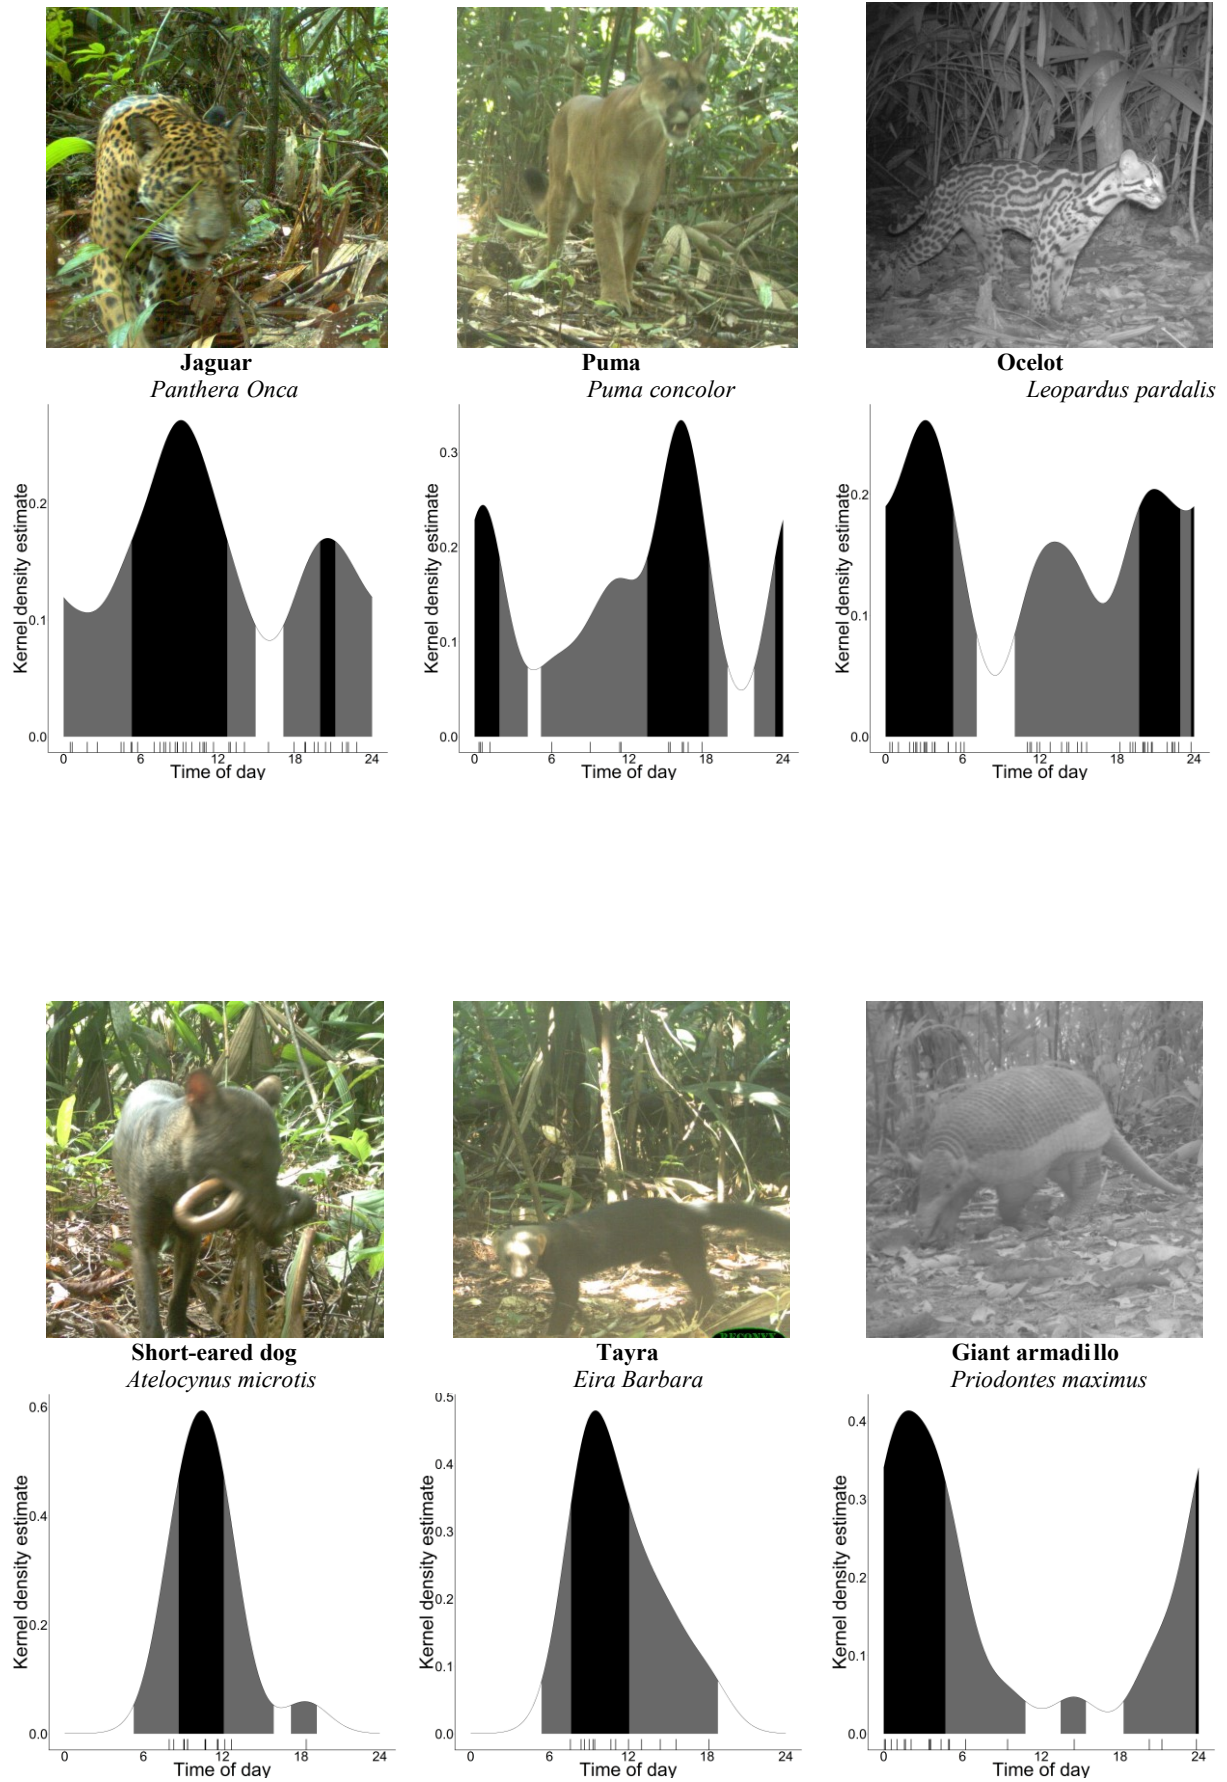 Jaguar
Panthera Onca
Puma
Puma concolor
Ocelot
Leopardus pardalis
Kernel density estimate
0.2
0.1
0.0
0 6 12 18 24
Time of day
Kernel density estimate
0.3
0.2
0.1
0.0
0 6 12 18 24
Time of day
Kernel density estimate
0.2
0.1
0.0
0 6 12 18 24
Time of day
RECONYX
Short-eared dog
Atelocynus microtis
Tayra
Eira Barbara
Giant armadillo
Priodontes maximus
Kernel density estimate
0.6
0.4
0.2
0.0
0 6 12 18 24
Time of day
Kernel density estimate
0.5
0.4
0.3
0.2
0.1
0.0
0 6 12 18 24
Time of day
Kernel density estimate
0.4
0.3
0.2
0.1
0.0
0 6 12 18 24
Time of day